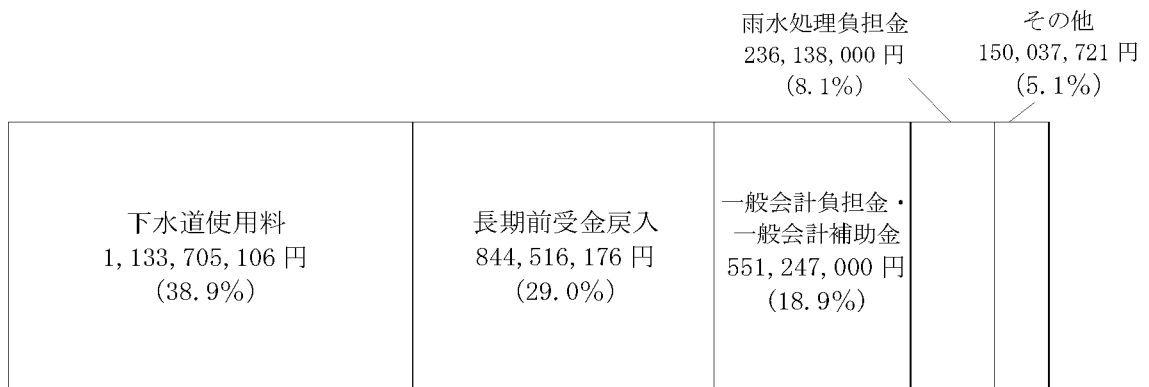 雨水処理負担金
236,138,000 円
(8.1%)
その他
150,037,721 円
(5.1%)
下水道使用料
1,133,705,106 円
(38.9%)
長期前受金戻入
844,516,176 円
(29.0%)
一般会計負担金・
一般会計補助金
551,247,000 円
(18.9%)